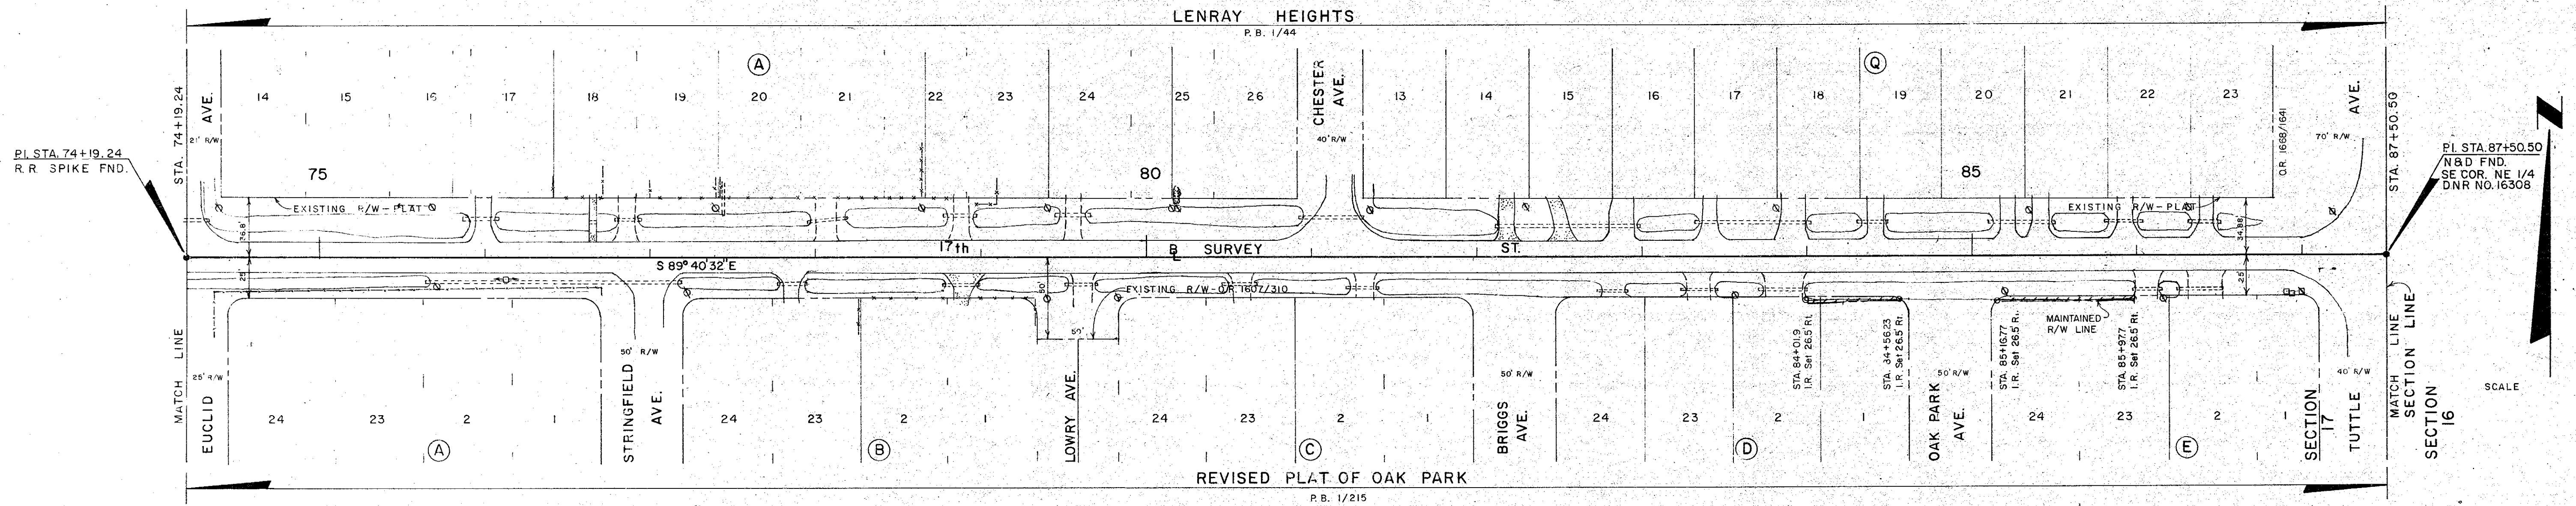 LENRAY HEIGHTS
P. B. 1/44
A
Q
STA. 74+19.24
AVE.
14 15 16 17 18 19 20 21 22 23 24 25 26
CHESTER AVE.
13 14 15 16 17 18 19 20 21 22 23
AVE.
STA. 87+50.50
21' R/W
40' R/W
O.R. 1668/1641
70' R/W
P.I. STA. 74+19.24
R.R. SPIKE FND.
P.I. STA. 87+50.50
N&D FND.
SE COR. NE 1/4
DNR NO. 16308
75
80
85
EXISTING R/W-PLAT
EXISTING R/W-PLAT
34.88
17th
B
L
SURVEY
ST.
S 89° 40' 32" E
25'
50'
EXISTING R/W-O.R. 1607/310
25'
50'
MAINTAINED
R/W LINE
STA. 84+01.9
I.R. Set 26.5' Rt.
STA. 84+56.23
I.R. Set 26.5' Rt.
STA. 85+16.77
I.R. Set 26.5' Rt.
STA. 85+97.7
I.R. Set 26.5' Rt.
MATCH LINE
25' R/W
EUCLID
50' R/W
STRINGFIELD
AVE.
LOWRY AVE.
50' R/W
BRIGGS
AVE.
OAK PARK
AVE.
50' R/W
SECTION
17
TUTTLE
40' R/W
MATCH LINE
SECTION LINE
SECTION
16
SCALE
24 23 2 1 24 23 2 1 24 23 2 1 24 23 2 1 24 23 2 1
A
B
C
D
E
REVISED PLAT OF OAK PARK
P.B. 1/215